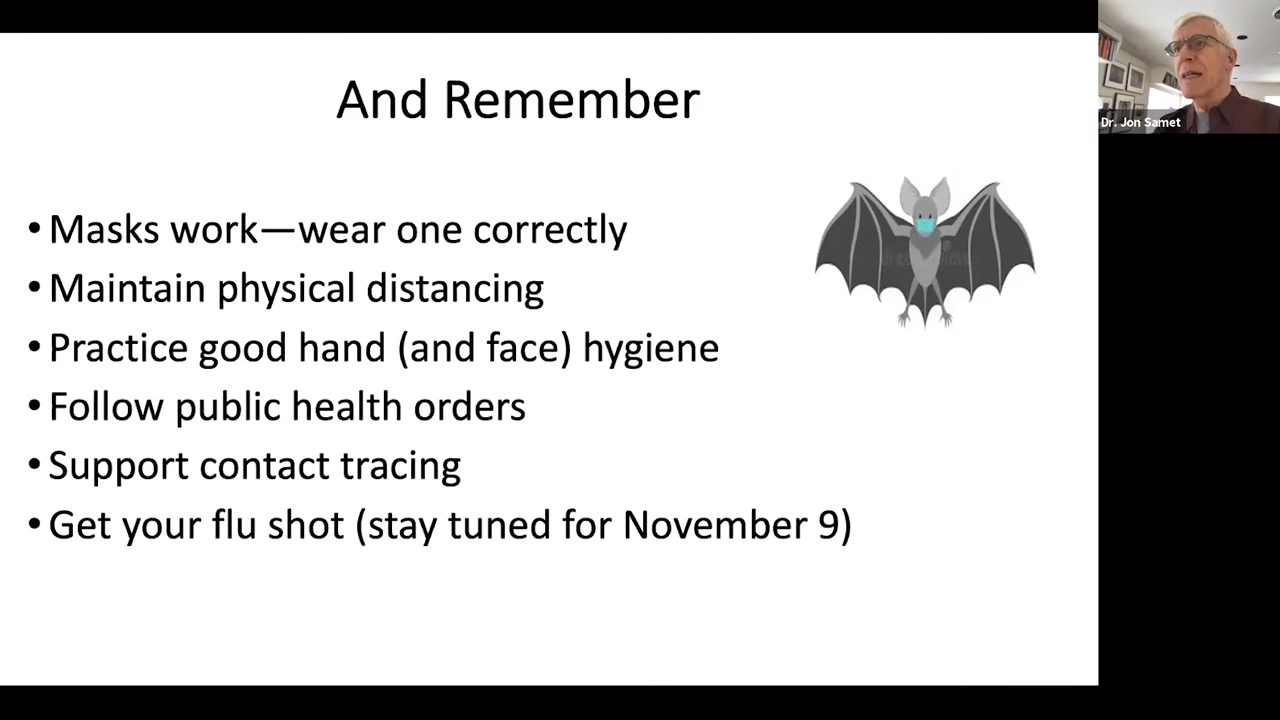 And Remember
Dr. Jon Samet
• Masks work—wear one correctly
• Maintain physical distancing
• Practice good hand (and face) hygiene
• Follow public health orders
• Support contact tracing
• Get your flu shot (stay tuned for November 9)